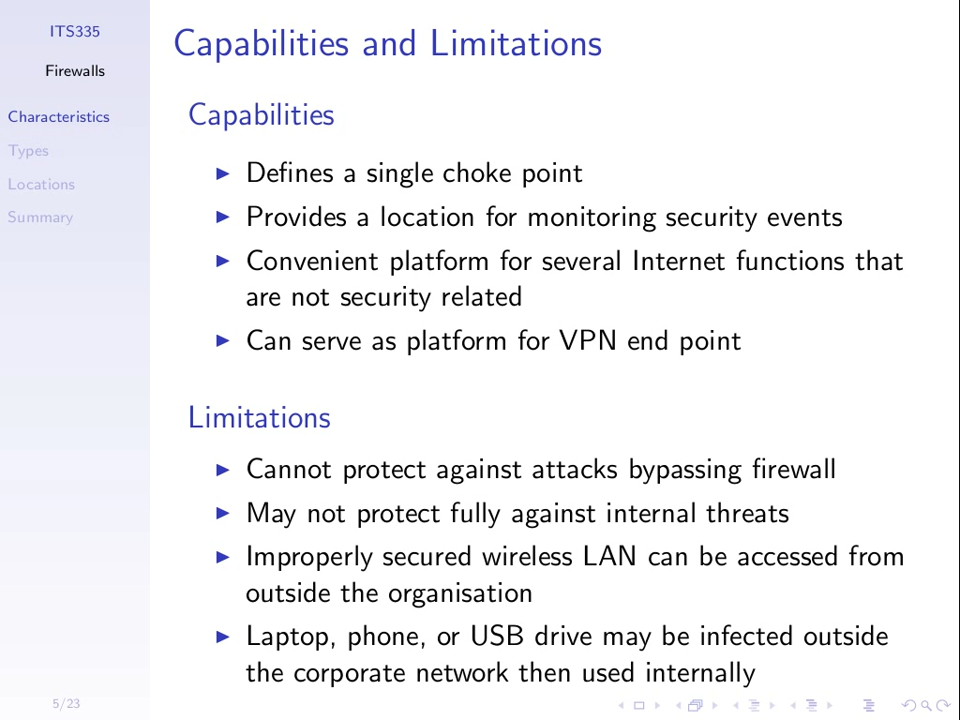 ITS335
Firewalls
Characteristics
Types
Locations
Summary
Capabilities and Limitations
Capabilities
Defines a single choke point
Provides a location for monitoring security events
Convenient platform for several Internet functions that
are not security related
Can serve as platform for VPN end point
Limitations
Cannot protect against attacks bypassing firewall
May not protect fully against internal threats
Improperly secured wireless LAN can be accessed from
outside the organisation
Laptop, phone, or USB drive may be infected outside
the corporate network then used internally
5/23